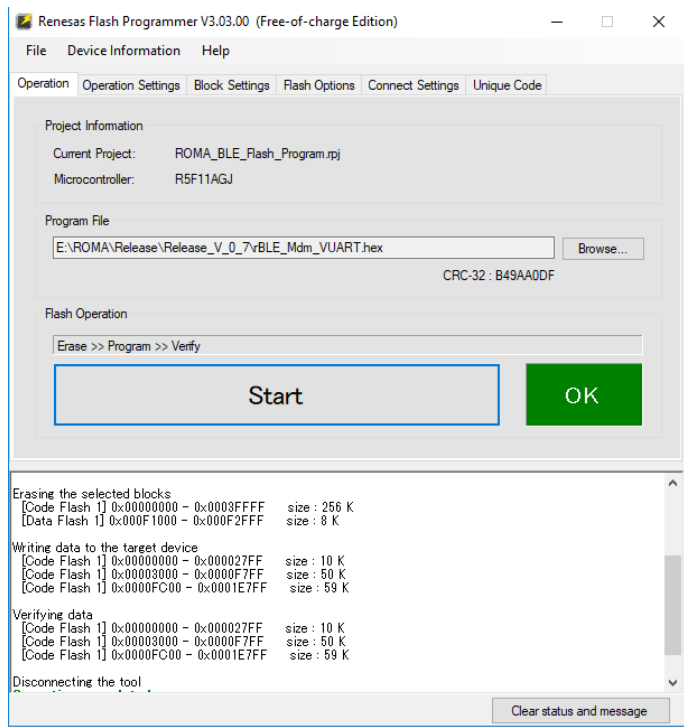 Renesas Flash Programmer V3.03.00 (Free-of-charge Edition)
File Device Information Help
Operation Operation Settings Block Settings Flash Options Connect Settings Unique Code
Project Information
Current Project: ROMA_BLE_Flash_Program.rpj
Microcontroller: R5F11AGJ
Program File
E:\ROMA\Release\Release_V_0_7\rBLE_Mdm_VUART.hex Browse...
CRC-32 : B49AA0DF
Flash Operation
Erase >> Program >> Verify
Start OK
Erasing the selected blocks
[Code Flash 1] 0x00000000 - 0x0003FFFF size : 256 K
[Data Flash 1] 0x000F1000 - 0x000F2FFF size : 8 K
Writing data to the target device
[Code Flash 1] 0x00000000 - 0x000027FF size : 10 K
[Code Flash 1] 0x00003000 - 0x0000F7FF size : 50 K
[Code Flash 1] 0x0000FC00 - 0x0001E7FF size : 59 K
Verifying data
[Code Flash 1] 0x00000000 - 0x000027FF size : 10 K
[Code Flash 1] 0x00003000 - 0x0000F7FF size : 50 K
[Code Flash 1] 0x0000FC00 - 0x0001E7FF size : 59 K
Disconnecting the tool
Clear status and message